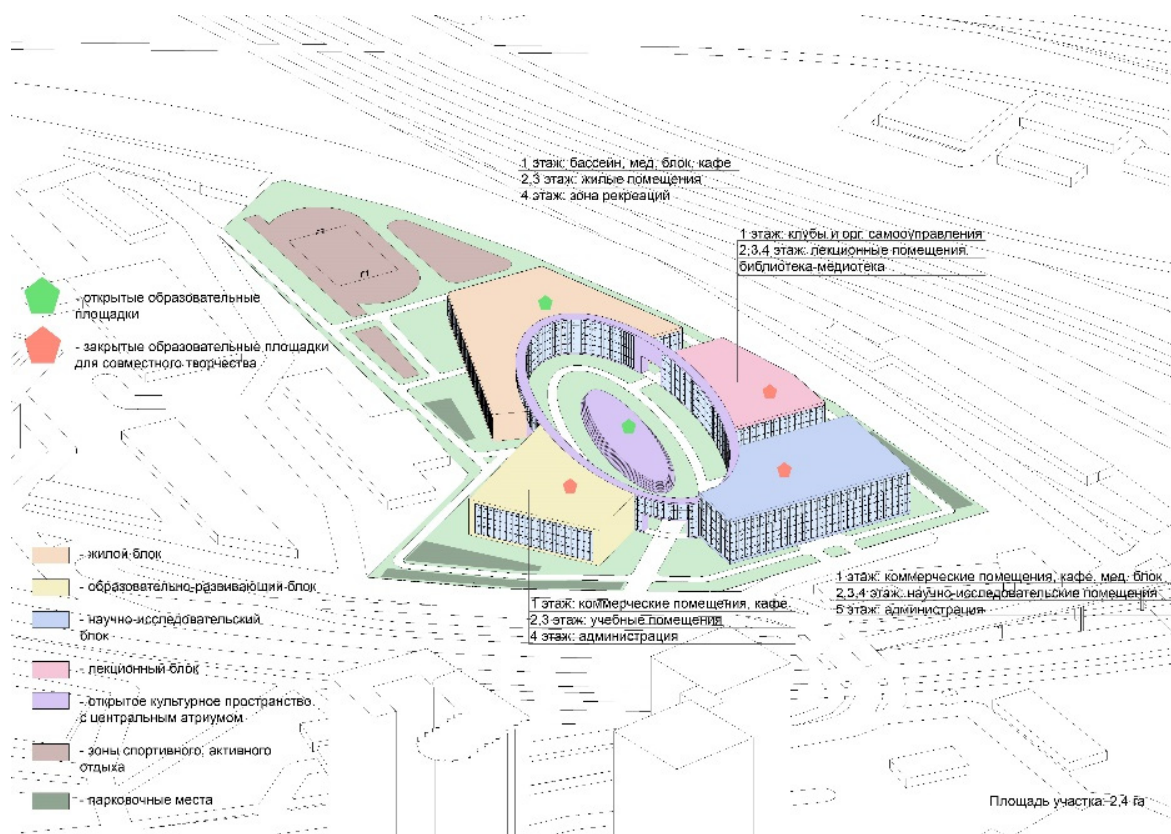 1 этаж: бассейн, мед. блок, кафе
2,3 этаж: жилые помещения
4 этаж: зона рекреаций
1 этаж: клубы и орг. самооуправления
2,3,4 этаж: лекционные помещения.
библиотека-медиотека
- открытые образовательные
площадки
- закрытые образовательные площадки
для совместного творчества
- жилой блок
- образовательно-развивающий блок
- научно-исследовательский
блок
- лекционный блок
- открытое культурное пространство
с центральным атриумом
- зоны спортивного, активного
отдыха
- парковочные места
1 этаж: коммерческие помещения, кафе.
2,3 этаж: учебные помещения
4 этаж: администрация
1 этаж: коммерческие помещения, кафе, мед. блок
2,3,4 этаж: научно-исследовательские помещения
5 этаж: администрация
Площадь участка: 2,4 га